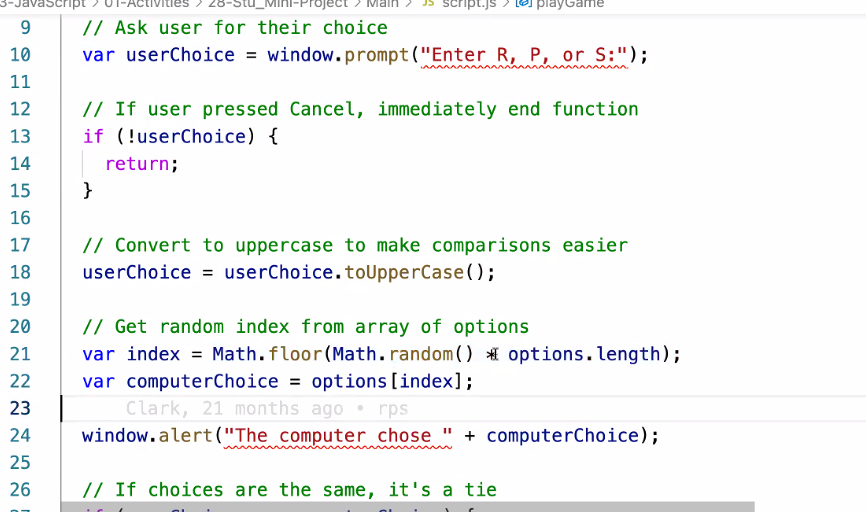 3-JavaScript > 01-Activities > 28-Stu_Mini-Project > Main > JS script.js > playGame
9 // Ask user for their choice
10 var userChoice = window.prompt("Enter R, P, or S:");
11
12 // If user pressed Cancel, immediately end function
13 if (!userChoice) {
14 return;
15 }
16
17 // Convert to uppercase to make comparisons easier
18 userChoice = userChoice.toUpperCase();
19
20 // Get random index from array of options
21 var index = Math.floor(Math.random() * options.length);
22 var computerChoice = options[index];
23 Clark, 21 months ago • rps
24 window.alert("The computer chose " + computerChoice);
25
26 // If choices are the same, it's a tie